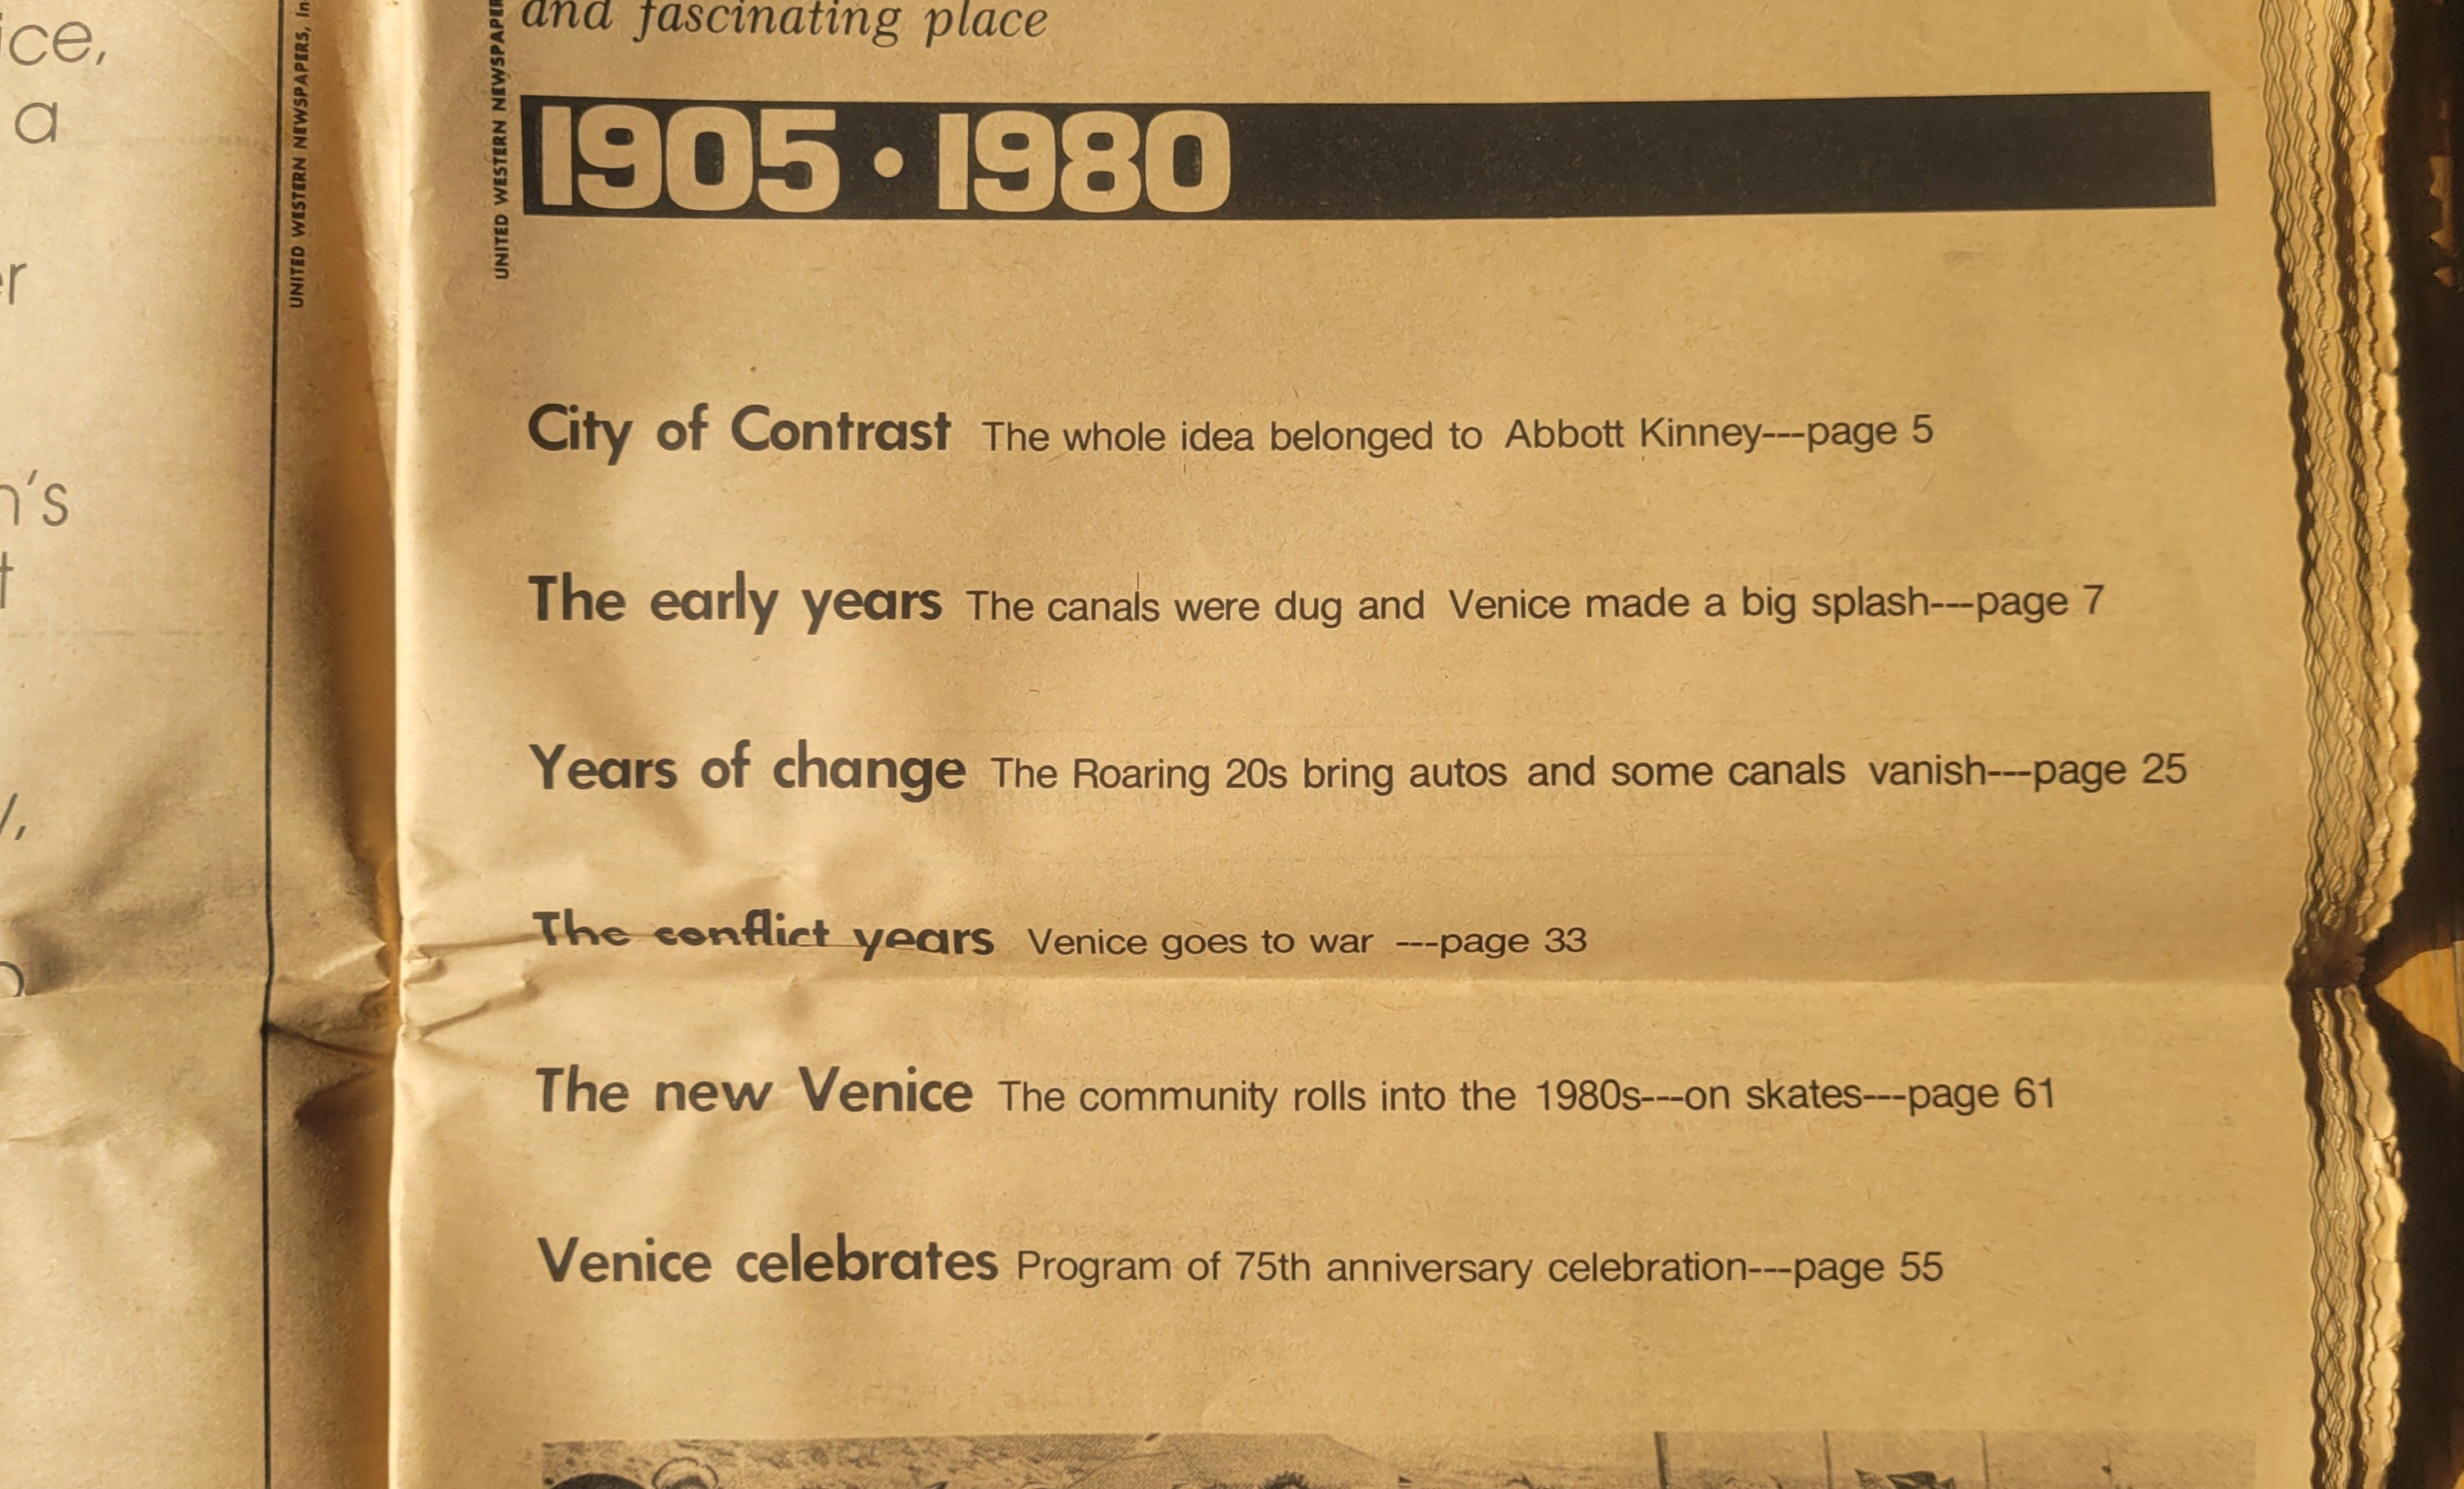 ice,
a
er
n's
t
y,
UNITED WESTERN NEWSPAPERS, In
UNITED WESTERN NEWSPAPER
and fascinating place
1905 • 1980
City of Contrast The whole idea belonged to Abbott Kinney---page 5
The early years The canals were dug and Venice made a big splash---page 7
Years of change The Roaring 20s bring autos and some canals vanish---page 25
The conflict years Venice goes to war ---page 33
The new Venice The community rolls into the 1980s---on skates---page 61
Venice celebrates Program of 75th anniversary celebration---page 55